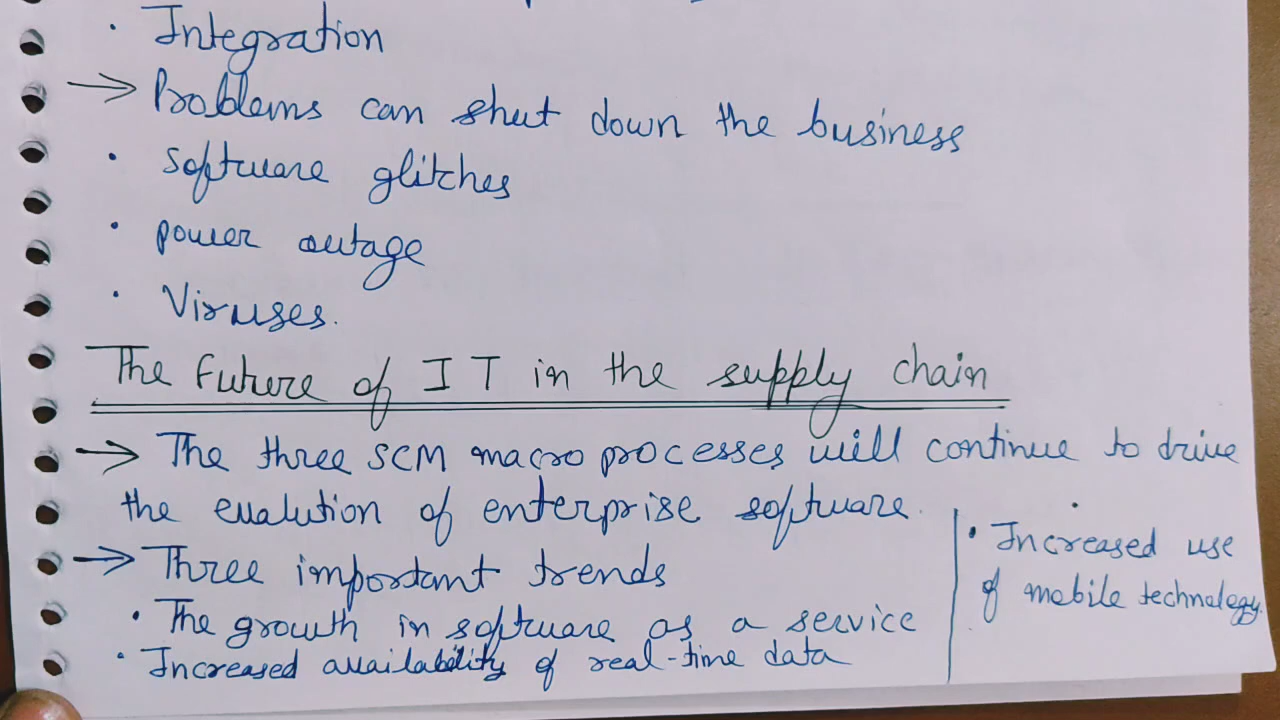 · Integration
→ Problems can shut down the business
· software glitches
· power outage
· Viruses.
The Future of IT in the supply chain
→ The three SCM macro processes will continue to drive
the evalution of enterprise software.
→ Three important trends
· The growth in software as a service
· Increased availability of real-time data
· Increased use
of mobile technology.